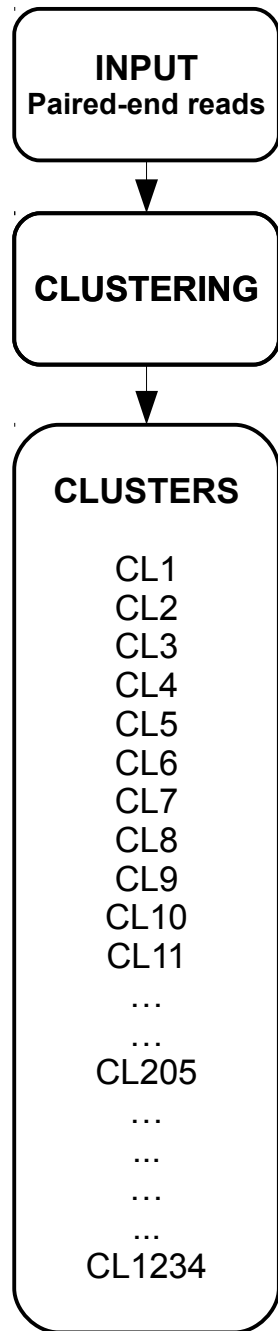 INPUT
Paired-end reads
CLUSTERING
CLUSTERS
CL1
CL2
CL3
CL4
CL5
CL6
CL7
CL8
CL9
CL10
CL11
…
…
CL205
…
...
…
...
CL1234